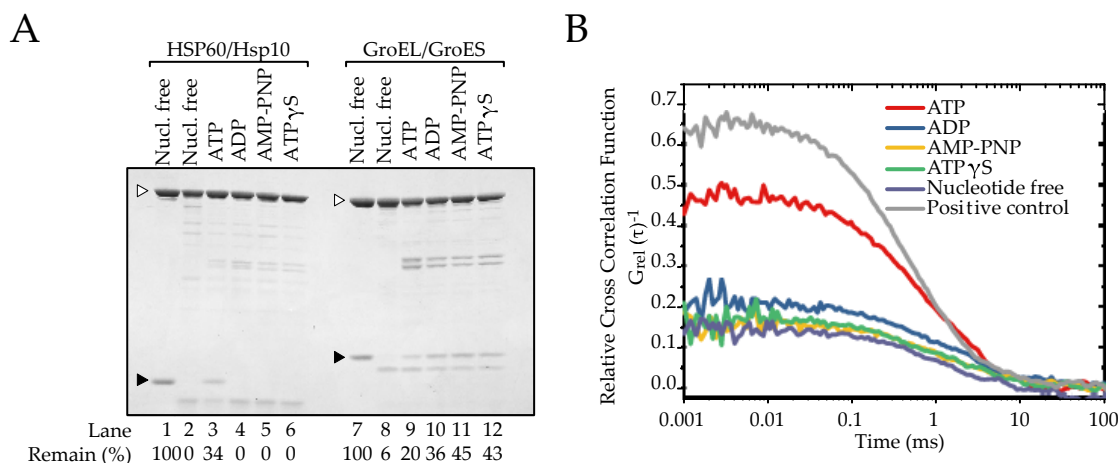 A
HSP60/Hsp10
GroEL/GroES
Nucl. free
Nucl. free
ATP
ADP
AMP-PNP
ATPγS
Nucl. free
Nucl. free
ATP
ADP
AMP-PNP
ATPγS
Lane 1 2 3 4 5 6 7 8 9 10 11 12
Remain (%) 100 0 34 0 0 0 100 6 20 36 45 43
B
Relative Cross Correlation Function
Grel (τ)-1
0.7
0.6
0.5
0.4
0.3
0.2
0.1
0.0
ATP
ADP
AMP-PNP
ATPγS
Nucleotide free
Positive control
0.001 0.01 0.1 1 10 100
Time (ms)